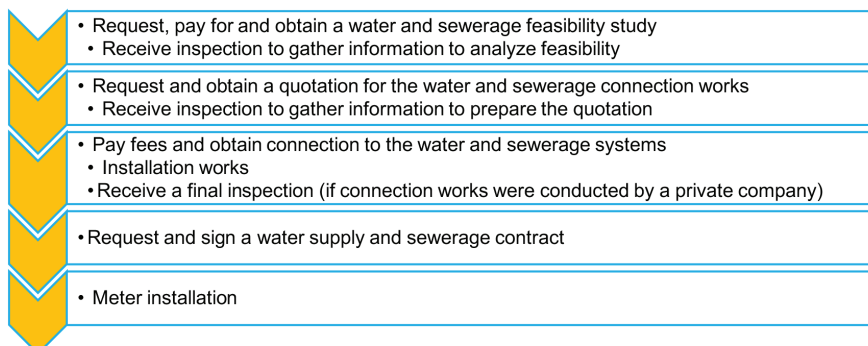 • Request, pay for and obtain a water and sewerage feasibility study
• Receive inspection to gather information to analyze feasibility
• Request and obtain a quotation for the water and sewerage connection works
• Receive inspection to gather information to prepare the quotation
• Pay fees and obtain connection to the water and sewerage systems
• Installation works
•Receive a final inspection (if connection works were conducted by a private company)
•Request and sign a water supply and sewerage contract
• Meter installation